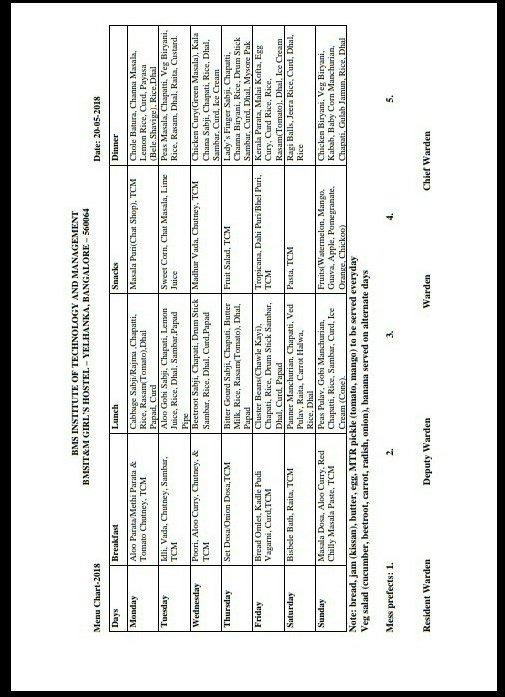 BMS INSTITUTE OF TECHNOLOGY AND MANAGEMENT
BMSIT&M GIRL'S HOSTEL – YELHANKA, BANGALORE – 560064
Menu Chart-2018 Date: 20-05-2018
Days Breakfast Lunch Snacks Dinner
Monday
Aloo Parata/Methi Parata &
Tomato Chutney, TCM
Cabbage Sabji/Rajma Chapatti,
Rice, Rasam(Tomato),Dhal
Papad, Curd
Masala Puri(Chat Shop), TCM
Chole Batura, Channa Masala,
Lemon Rice, Curd, Payasa
(Bele,Shavige), Rice,Dhal
Tuesday
Idli, Vada, Chutney, Sambar,
TCM
Aloo Gobi Sabji, Chapati, Lemon
Juice, Rice, Dhal, Sambar,Papad
Pipe
Sweet Corn, Chat Masala, Lime
Juice
Peas Masala, Chapatti, Veg Biryani,
Rice, Rasam, Dhal, Raita, Custard.
Wednesday
Poori, Aloo Curry, Chutney, &
TCM
Beetroot Sabji, Chapati, Drum Stick
Sambar, Rice, Dhal, Curd,Papad
Madhur Vada, Chutney, TCM
Chicken Cury(Green Masala), Kala
Chana Sabji, Chapati, Rice, Dhal,
Sambar, Curd, Ice Cream
Thursday
Set Dosa/Onion Dosa,TCM
Bitter Gourd Sabji, Chapati, Butter
Milk, Rice, Rasam(Tomato), Dhal,
Papad
Fruit Salad, TCM
Lady's Finger Sabji, Chapatti,
Channa Biryani, Rice, Drum Stick
Sambar, Curd, Dhal, Mysore Pak
Friday
Bread Omlet, Kadle Pudi
Vagarni, Curd,TCM
Cluster Beans(Chawle Kayi),
Chapati, Rice, Drum Stick Sambar,
Dhal, Curd, Papad
Tropicana, Dahi Puri/Bhel Puri,
TCM
Kerala Parata, Malai Kofta, Egg
Cury, Curd Rice, Rice,
Rasam(Tomato), Dhal, Ice Cream
Saturday
Bisbele Bath, Raita, TCM
Panner Manchurian, Chapatti, Ved
Pulav, Raita, Carrot Halwa,
Rice, Dhal
Pasta, TCM
Ragi Balls, Jeera Rice, Curd, Dhal,
Rice
Sunday
Masala Dosa, Aloo Curry, Red
Chilly Masala Paste, TCM
Peas Pulav, Gobi Manchurian,
Chapati, Rice, Sambar, Curd, Ice
Cream (Cone).
Fruits(Watermelon, Mango,
Guava, Apple, Pomegranate,
Orange, Chickoo)
Chicken Biryani, Veg Biryani,
Kabab, Baby Corn Manchurian,
Chapati, Gulab Jamun, Rice, Dhal
Note: bread, jam (kissan), butter, egg, MTR pickle (tomato, mango) to be served everyday
Veg salad (cucumber, beetroot, carrot, radish, onion), banana served on alternate days
Mess prefects: 1. 2. 3. 4. 5.
Resident Warden Deputy Warden Warden Chief Warden